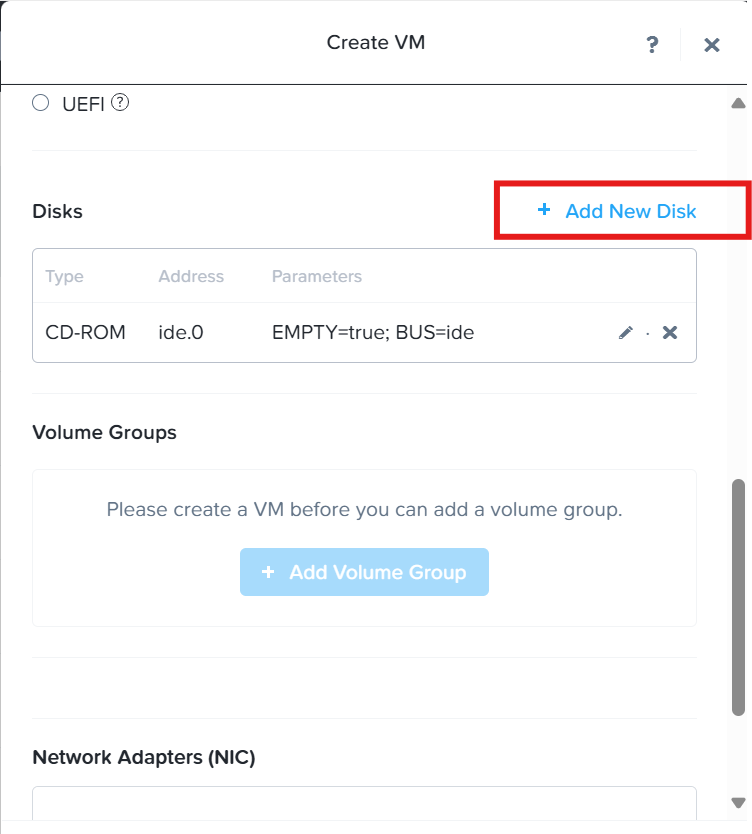 Create VM
?
UEFI ?
Disks
+ Add New Disk
Type Address Parameters
CD-ROM ide.0 EMPTY=true; BUS=ide
Volume Groups
Please create a VM before you can add a volume group.
+ Add Volume Group
Network Adapters (NIC)